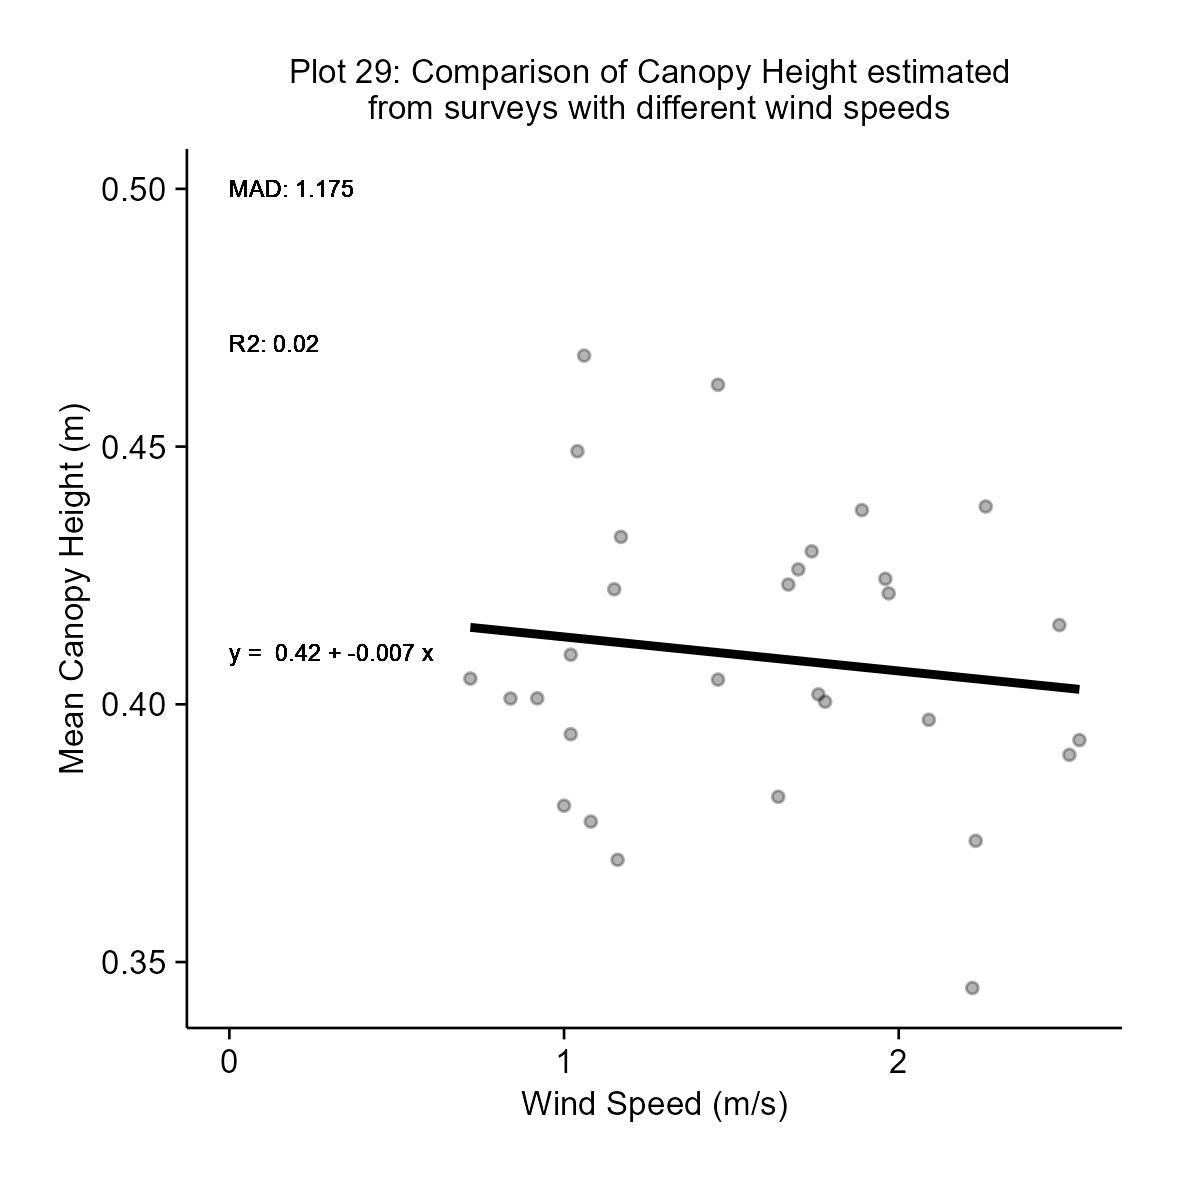 Plot 29: Comparison of Canopy Height estimated
from surveys with different wind speeds
0.50
MAD: 1.175
R2: 0.02
0.45
y =  0.42 + -0.007 x
0.40
0.35
Mean Canopy Height (m)
0 1 2
Wind Speed (m/s)